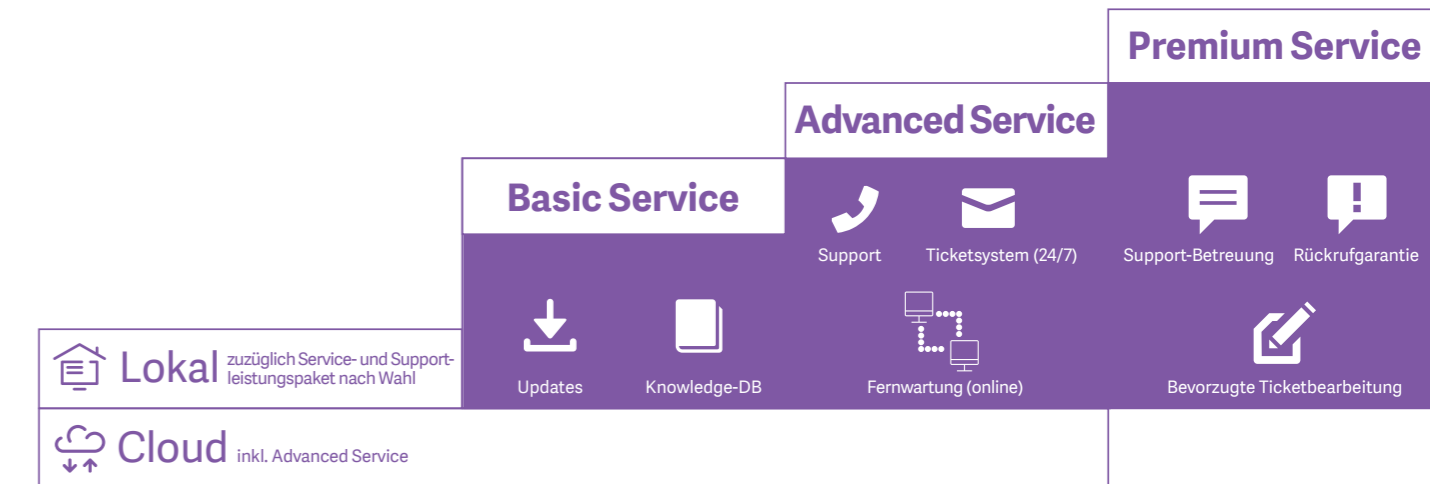 Premium Service
Advanced Service
Basic Service
Support
Ticketsystem (24/7)
Support-Betreuung
Rückrufgarantie
Lokal
zuzüglich Service- und Support-
leistungspaket nach Wahl
Updates
Knowledge-DB
Fernwartung (online)
Bevorzugte Ticketbearbeitung
Cloud
inkl. Advanced Service